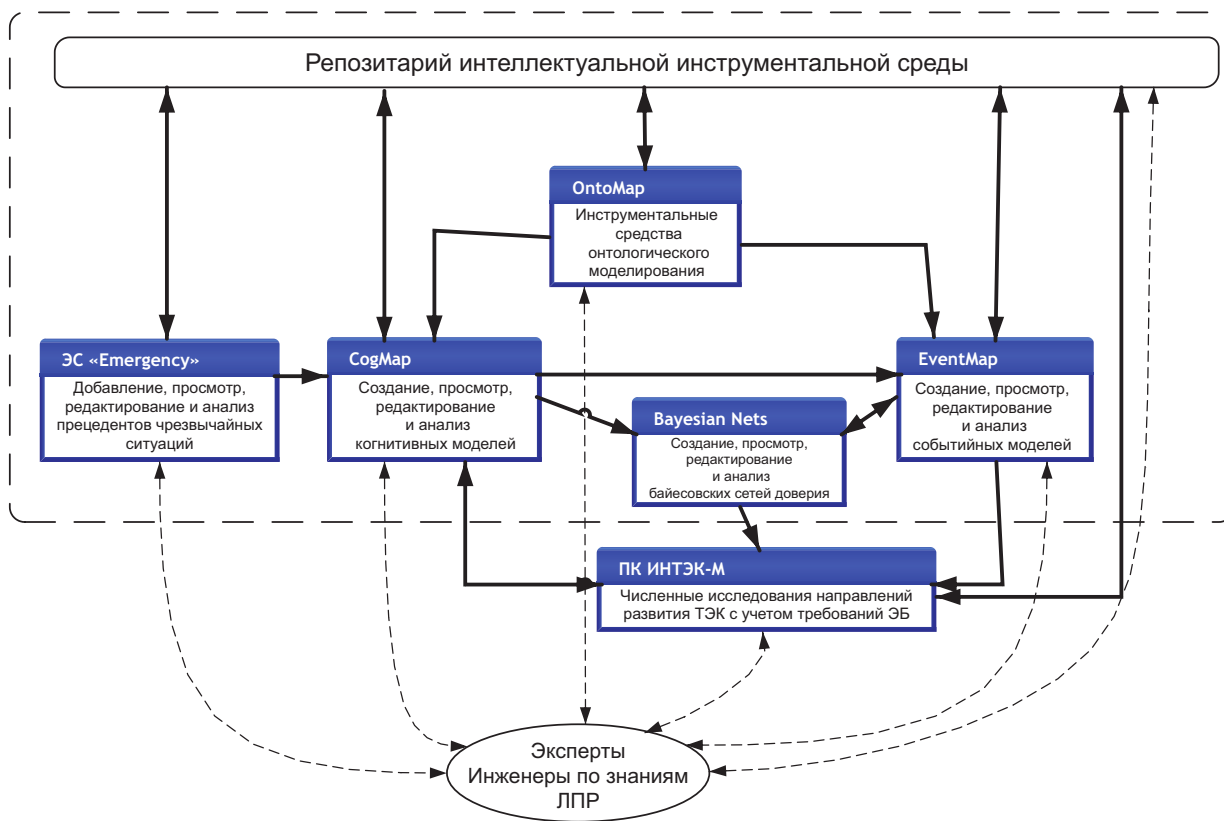 Репозитарий интеллектуальной инструментальной среды
OntoMap
Инструментальные
средства
онтологического
моделирования
ЭС «Emergency»
Добавление, просмотр,
редактирование и анализ
прецедентов чрезвычайных
ситуаций
CogMap
Создание, просмотр,
редактирование
и анализ
когнитивных моделей
Bayesian Nets
Создание, просмотр,
редактирование
и анализ
байесовских сетей доверия
EventMap
Создание, просмотр,
редактирование
и анализ
событийных моделей
ПК ИНТЭК-М
Численные исследования направлений
развития ТЭК с учетом требований ЭБ
Эксперты
Инженеры по знаниям
ЛПР